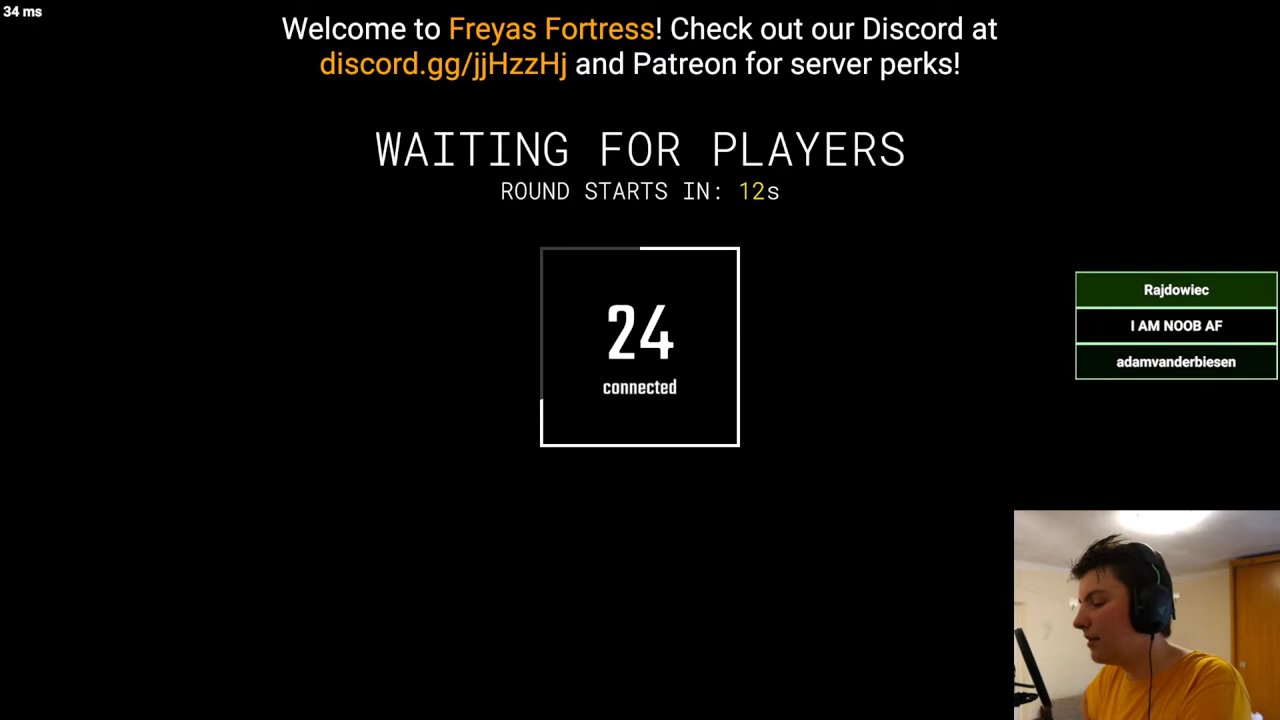 34 ms
Welcome to Freyas Fortress! Check out our Discord at
discord.gg/jjHzzHj and Patreon for server perks!
WAITING FOR PLAYERS
ROUND STARTS IN: 12s
24
connected
Rajdowiec
I AM NOOB AF
adamvanderbiesen